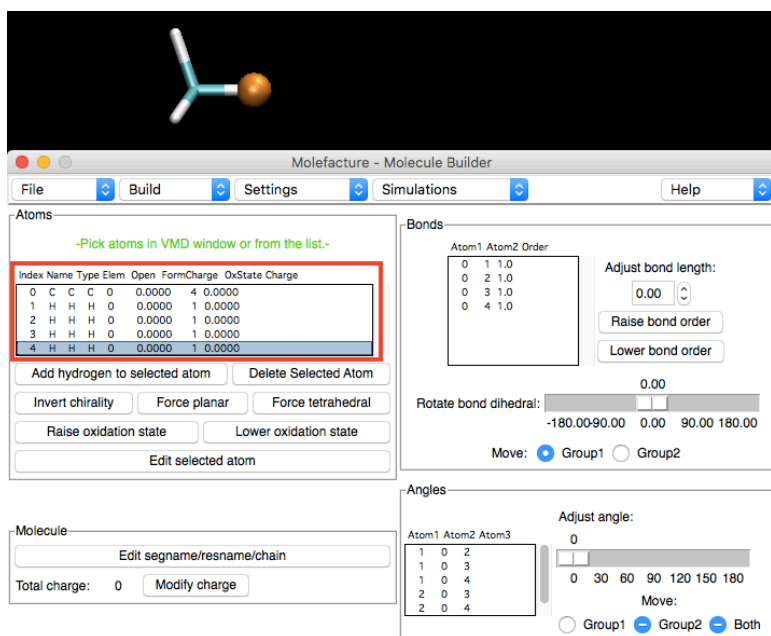 Molefacture - Molecule Builder
File Build Settings Simulations Help
Atoms
-Pick atoms in VMD window or from the list.-
Index Name Type Elem Open FormCharge OxState Charge
0 C C C 0 0.0000 4 0.0000
1 H H H 0 0.0000 1 0.0000
2 H H H 0 0.0000 1 0.0000
3 H H H 0 0.0000 1 0.0000
4 H H H 0 0.0000 1 0.0000
Add hydrogen to selected atom Delete Selected Atom
Invert chirality Force planar Force tetrahedral
Raise oxidation state Lower oxidation state
Edit selected atom
Molecule
Edit segname/resname/chain
Total charge: 0 Modify charge
Bonds
Atom1 Atom2 Order
0 1 1.0
0 2 1.0
0 3 1.0
0 4 1.0
Adjust bond length:
0.00
Raise bond order
Lower bond order
0.00
Rotate bond dihedral:
-180.00-90.00 0.00 90.00 180.00
Move: Group1 Group2
Angles
Atom1 Atom2 Atom3
1 0 2
1 0 3
1 0 4
2 0 3
2 0 4
Adjust angle:
0
0 30 60 90 120 150 180
Move:
Group1 Group2 Both